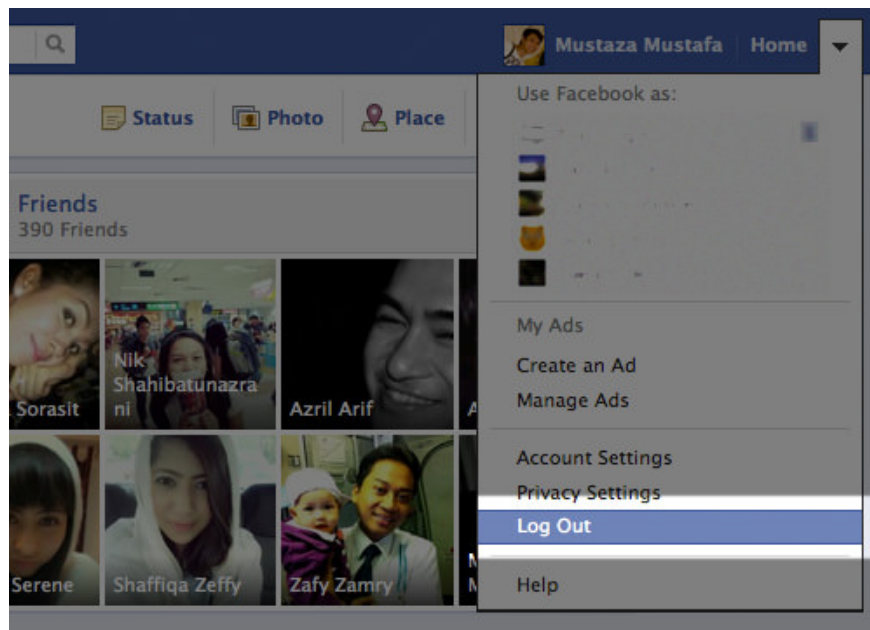 Mustaza Mustafa
Home
Use Facebook as:
Status
Photo
Place
Friends
390 Friends
Sorasit
Nik
Shahibatunazra
ni
Azril Arif
A
Serene
Shaffiqa Zeffy
Zafy Zamry
N
M
My Ads
Create an Ad
Manage Ads
Account Settings
Privacy Settings
Log Out
Help